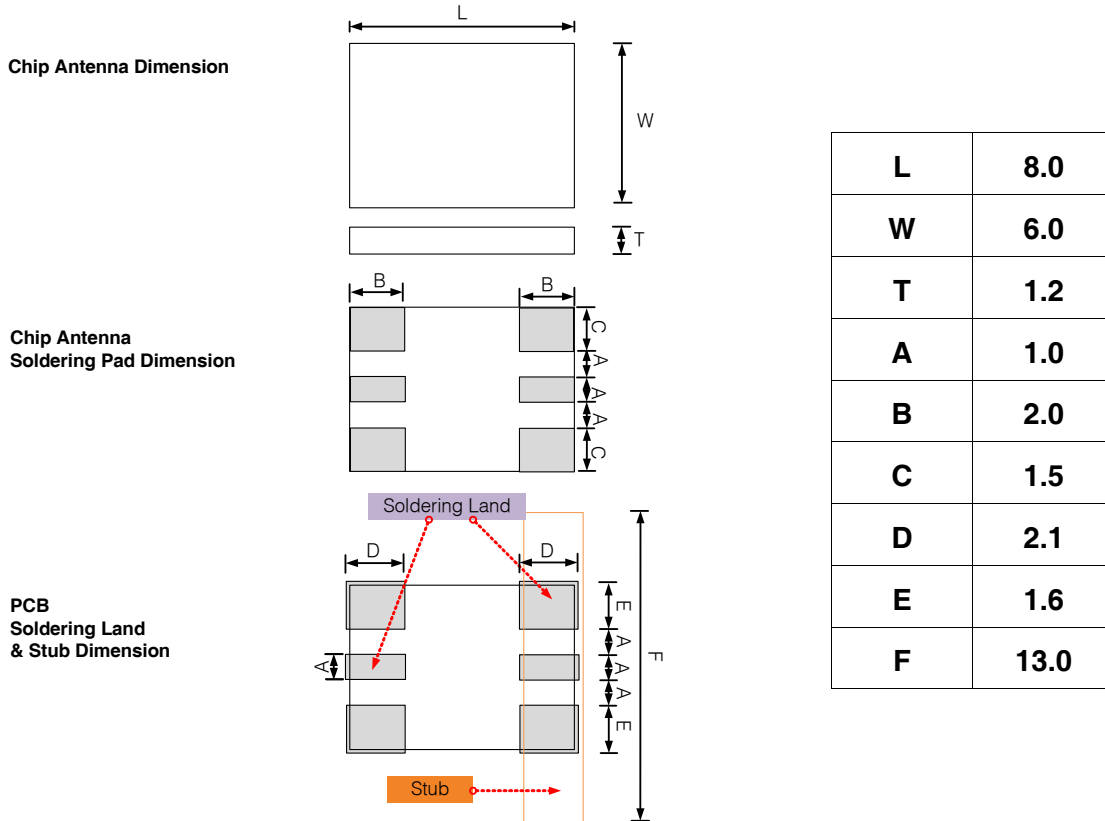 L
Chip Antenna Dimension
W
T
B
B
C
A
A
A
C
Chip Antenna
Soldering Pad Dimension
Soldering Land
D
D
E
A
A
A
E
A
F
PCB
Soldering Land
& Stub Dimension
Stub
L 8.0
W 6.0
T 1.2
A 1.0
B 2.0
C 1.5
D 2.1
E 1.6
F 13.0